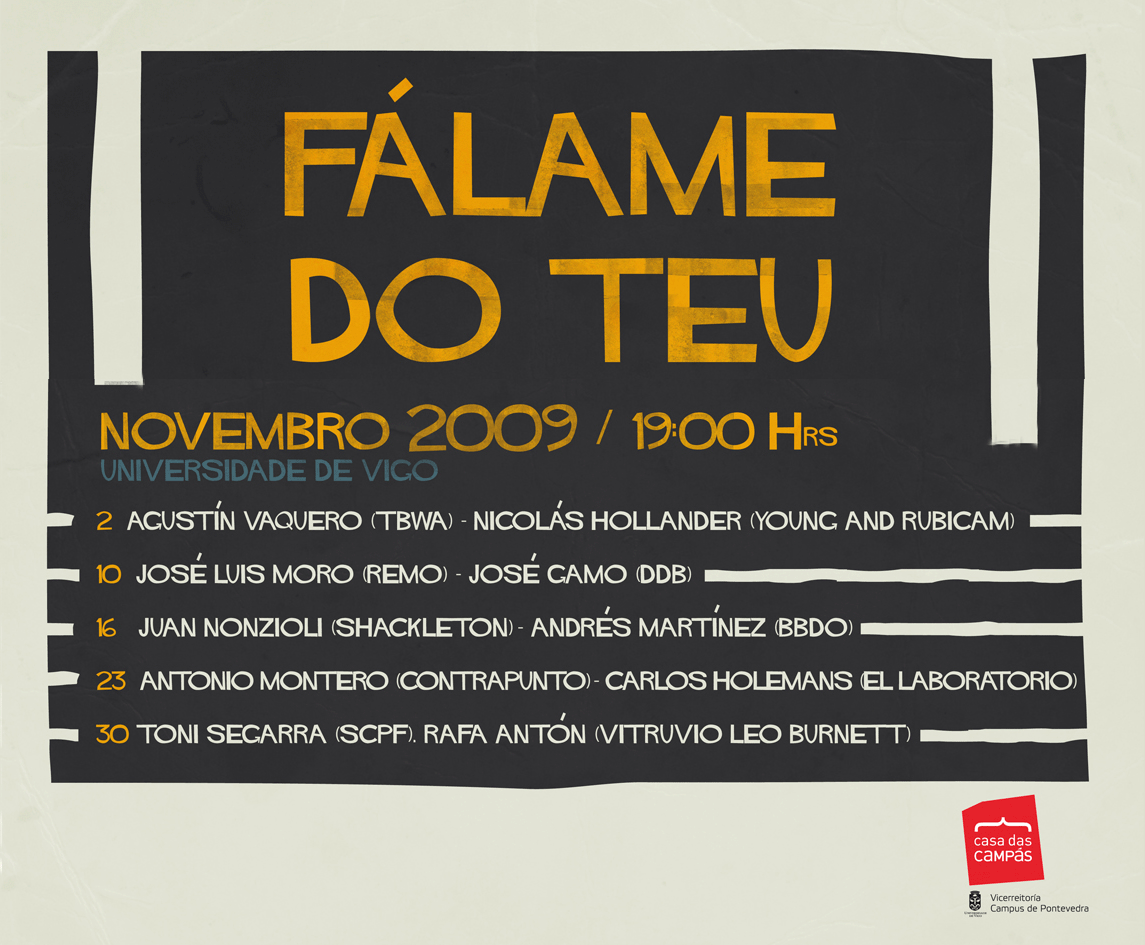 FÁLAME
DO TEU
NOVEMBRO 2009 / 19:00 HRS
UNIVERSIDADE DE VIGO
2 AGUSTÍN VAQUERO (TBWA) - NICOLÁS HOLLANDER (YOUNG AND RUBICAM)
10 JOSÉ LUIS MORO (REMO) - JOSÉ GAMO (DDB)
16 JUAN NONZIOLI (SHACKLETON) - ANDRÉS MARTÍNEZ (BBDO)
23 ANTONIO MONTERO (CONTRAPUNTO) - CARLOS HOLEMANS (EL LABORATORIO)
30 TONI SEGARRA (SCPF). RAFA ANTÓN (VITRUVIO LEO BURNETT)
casa das
CAMPÁS
Vicerreitoría
Campus de Pontevedra